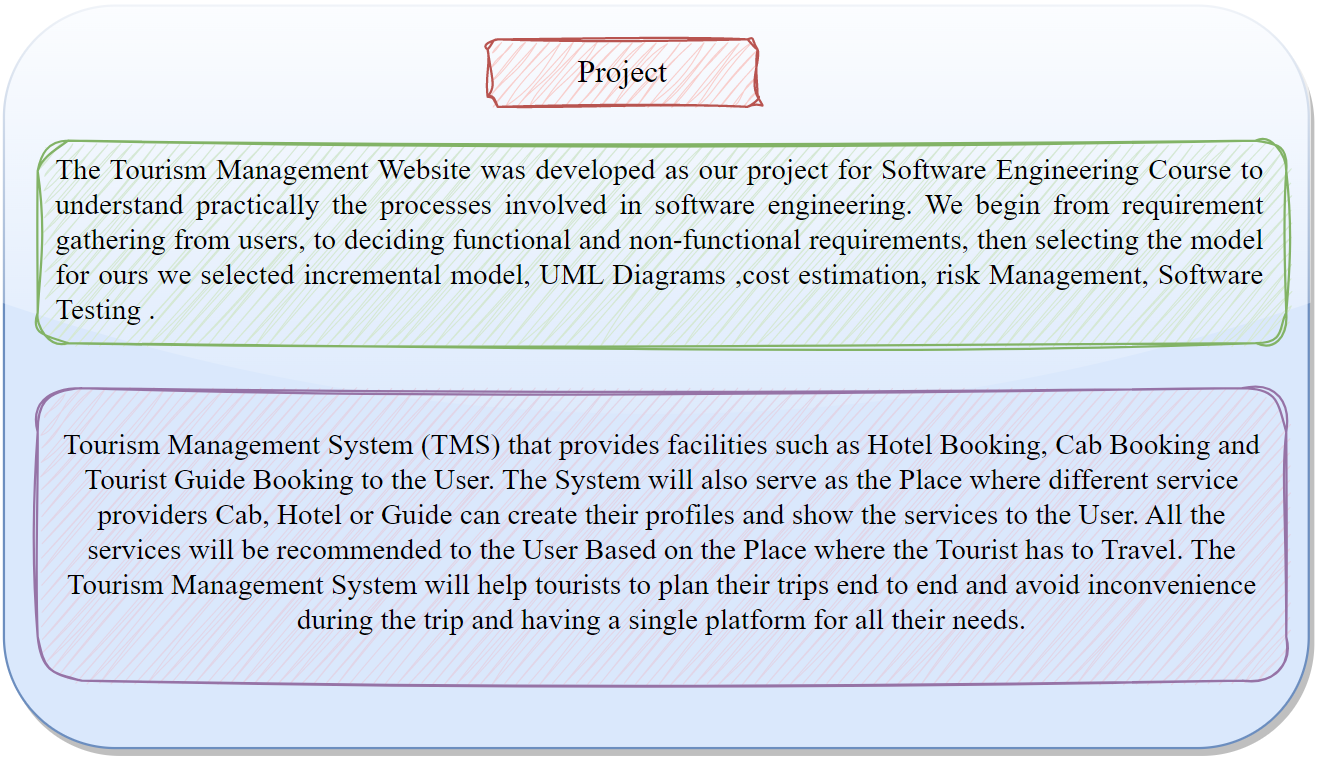 Project
The Tourism Management Website was developed as our project for Software Engineering Course to
understand practically the processes involved in software engineering. We begin from requirement
gathering from users, to deciding functional and non-functional requirements, then selecting the model
for ours we selected incremental model, UML Diagrams ,cost estimation, risk Management, Software
Testing .
Tourism Management System (TMS) that provides facilities such as Hotel Booking, Cab Booking and
Tourist Guide Booking to the User. The System will also serve as the Place where different service
providers Cab, Hotel or Guide can create their profiles and show the services to the User. All the
services will be recommended to the User Based on the Place where the Tourist has to Travel. The
Tourism Management System will help tourists to plan their trips end to end and avoid inconvenience
during the trip and having a single platform for all their needs.